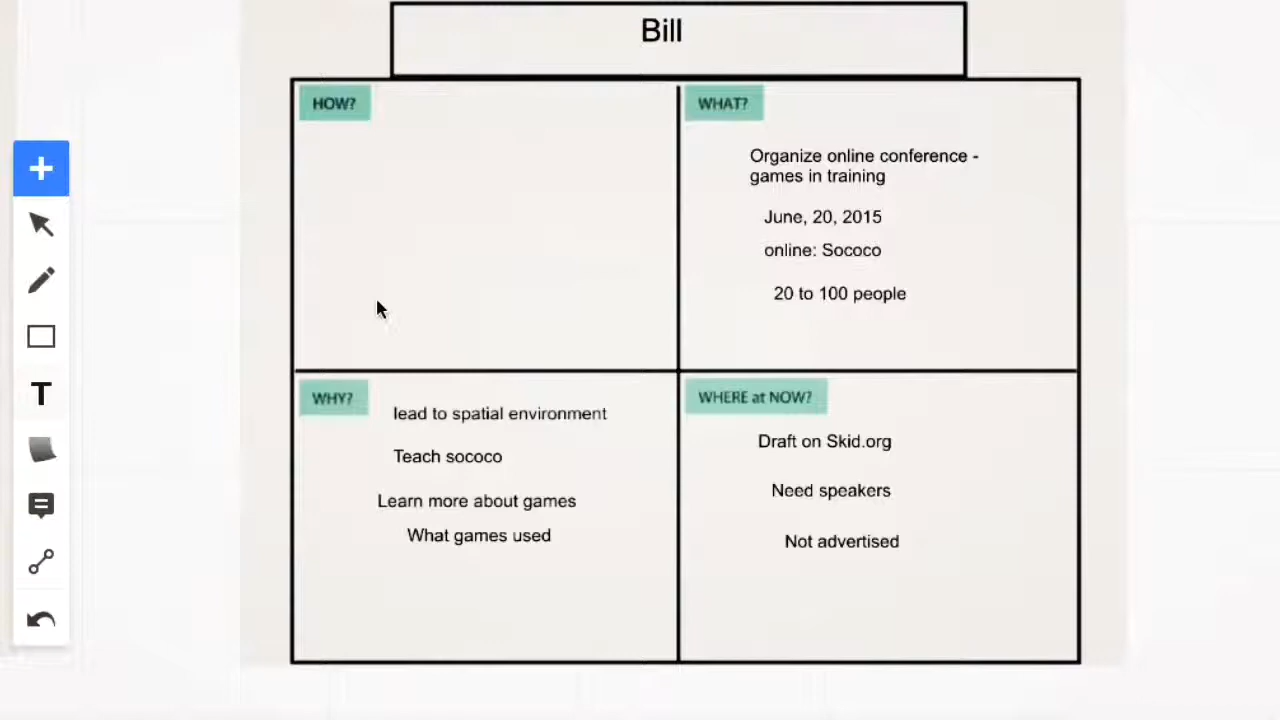 Bill
HOW?
WHAT?
Organize online conference -
games in training
June, 20, 2015
online: Sococo
20 to 100 people
WHY?
lead to spatial environment
Teach sococo
Learn more about games
What games used
WHERE at NOW?
Draft on Skid.org
Need speakers
Not advertised
T